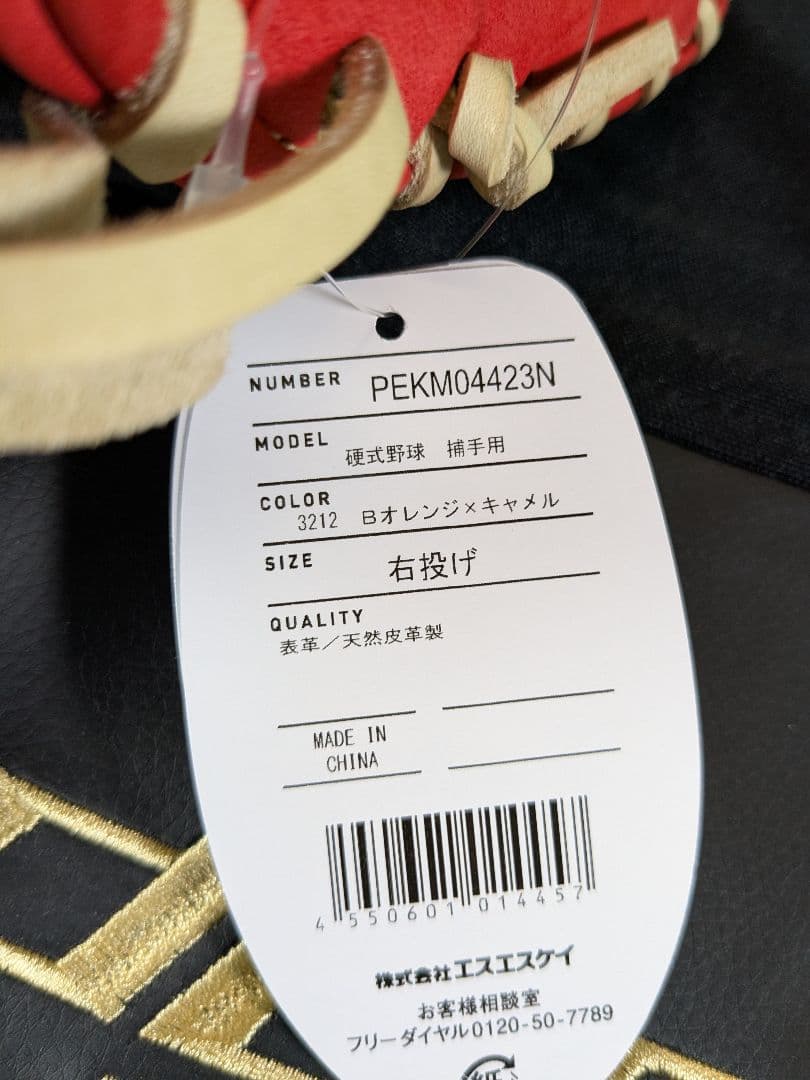 NUMBER PEKM04423N
MODEL 硬式野球 捕手用
COLOR
3212 Bオレンジ×キャメル
SIZE 右投げ
QUALITY
表革/天然皮革製
MADE IN
CHINA
4 550601 014457
株式会社エスエスケイ
お客様相談室
フリーダイヤル0120-50-7789